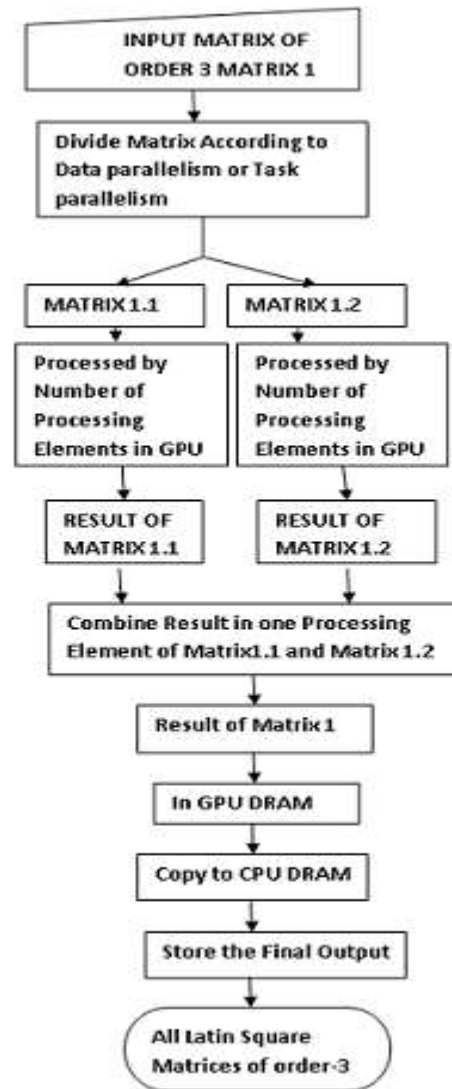 INPUT MATRIX OF
ORDER 3 MATRIX 1
Divide Matrix According to
Data parallelism or Task
parallelism
MATRIX 1.1
MATRIX 1.2
Processed by
Number of
Processing
Elements in GPU
Processed by
Number of
Processing
Elements in GPU
RESULT OF
MATRIX 1.1
RESULT OF
MATRIX 1.2
Combine Result in one Processing
Element of Matrix1.1 and Matrix 1.2
Result of Matrix 1
In GPU DRAM
Copy to CPU DRAM
Store the Final Output
All Latin Square
Matrices of order-3